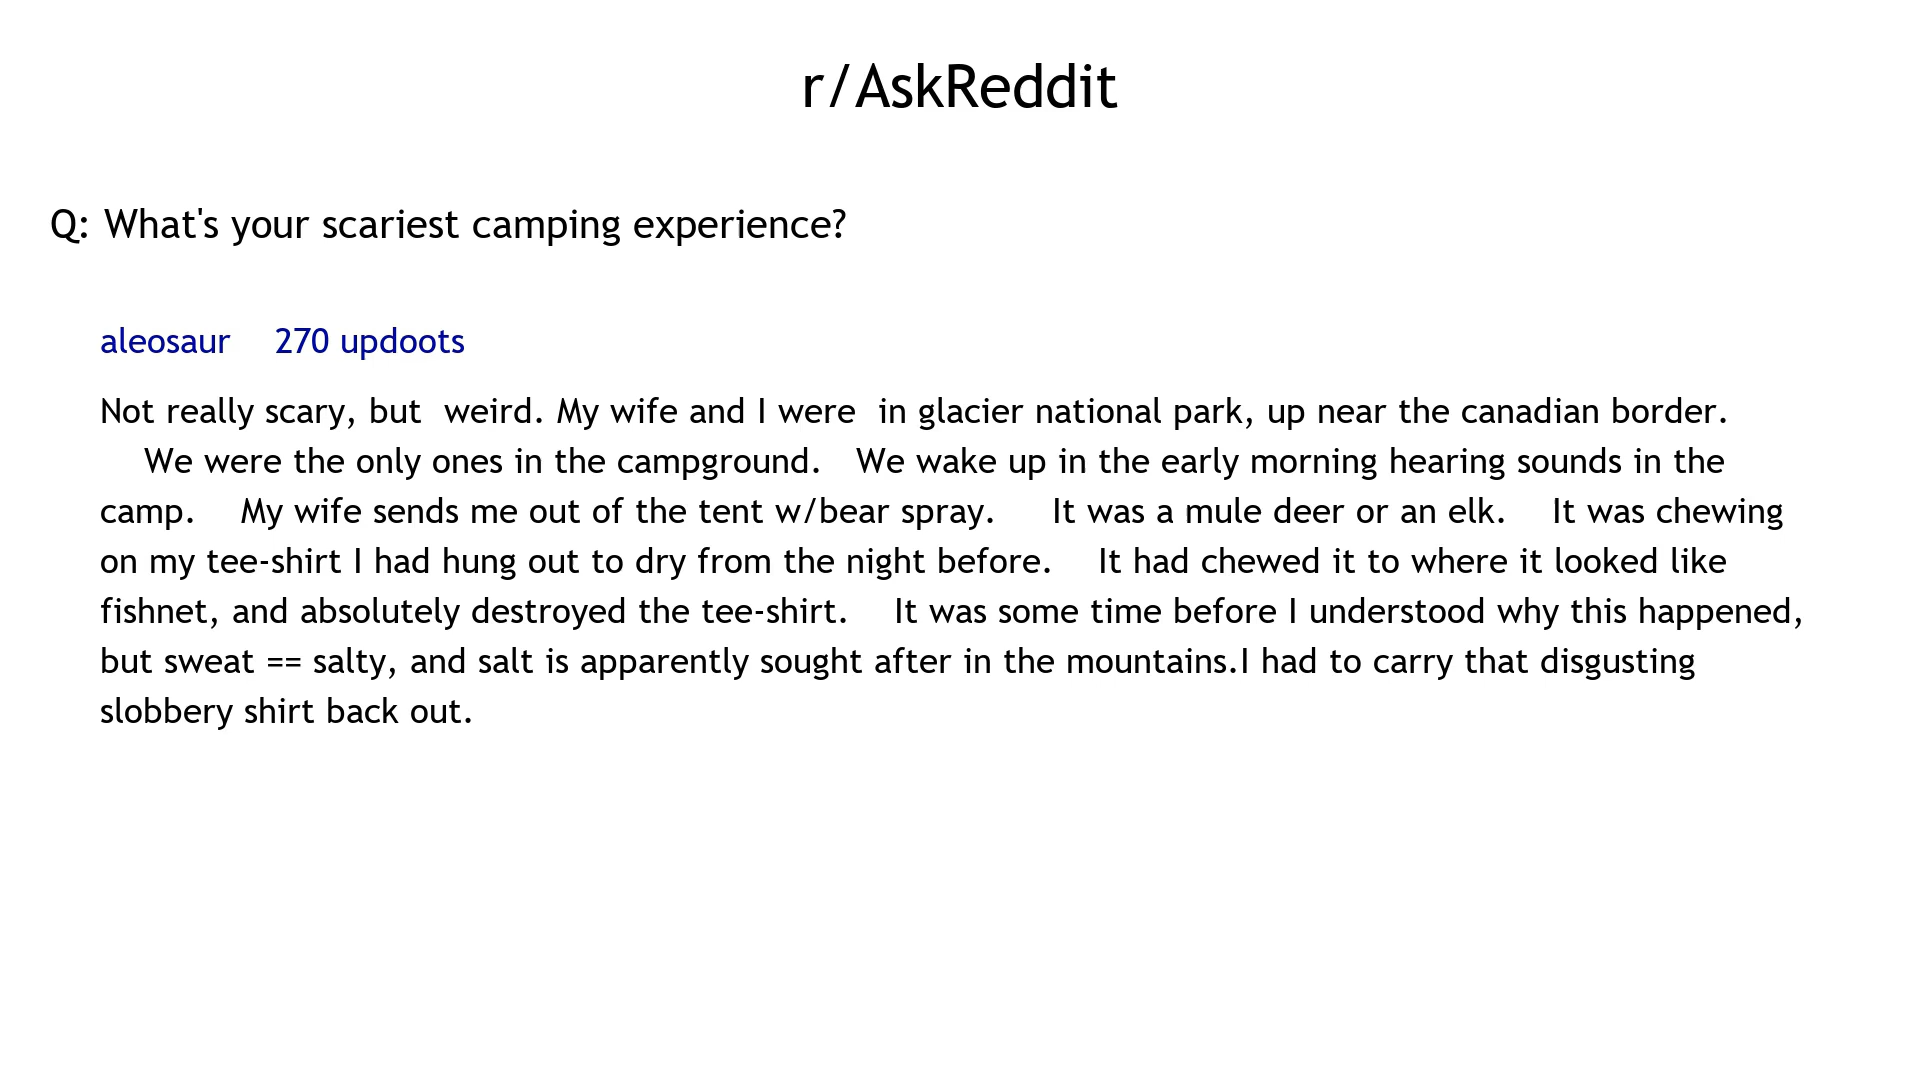 r/AskReddit
Q: What's your scariest camping experience?
aleosaur    270 updoots
Not really scary, but  weird. My wife and I were  in glacier national park, up near the canadian border.
    We were the only ones in the campground.   We wake up in the early morning hearing sounds in the
camp.    My wife sends me out of the tent w/bear spray.     It was a mule deer or an elk.    It was chewing
on my tee-shirt I had hung out to dry from the night before.    It had chewed it to where it looked like
fishnet, and absolutely destroyed the tee-shirt.    It was some time before I understood why this happened,
but sweat == salty, and salt is apparently sought after in the mountains.I had to carry that disgusting
slobbery shirt back out.